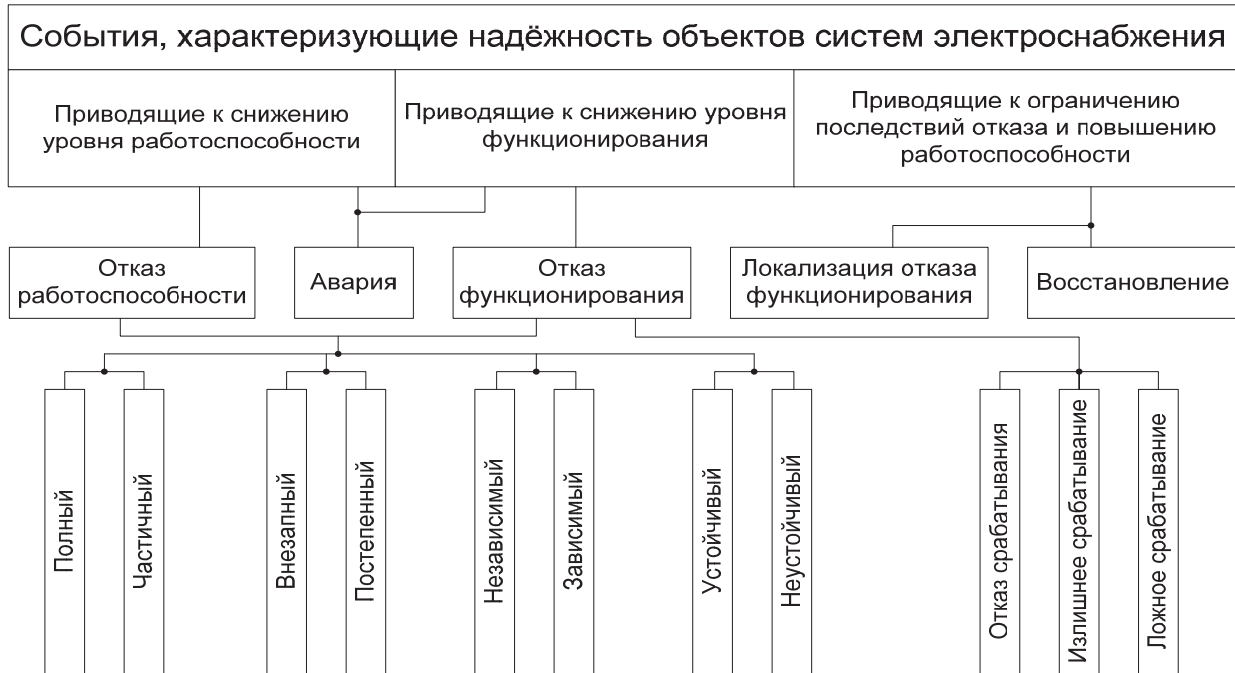 События, характеризующие надёжность объектов систем электроснабжения
Приводящие к снижению
уровня работоспособности
Приводящие к снижению уровня
функционирования
Приводящие к ограничению
последствий отказа и повышению
работоспособности
Отказ
работоспособности
Авария
Отказ
функционирования
Локализация отказа
функционирования
Восстановление
Полный
Частичный
Внезапный
Постепенный
Независимый
Зависимый
Устойчивый
Неустойчивый
Отказ срабатывания
Излишнее срабатывание
Ложное срабатывание